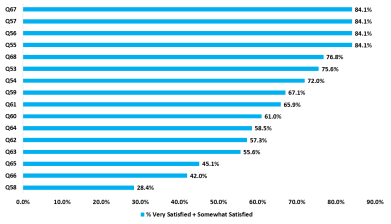 Q67 84.1%
Q57 84.1%
Q56 84.1%
Q55 84.1%
Q68 76.8%
Q53 75.6%
Q54 72.0%
Q59 67.1%
Q61 65.9%
Q60 61.0%
Q64 58.5%
Q62 57.3%
Q63 55.6%
Q65 45.1%
Q66 42.0%
Q58 28.4%
0.0% 10.0% 20.0% 30.0% 40.0% 50.0% 60.0% 70.0% 80.0% 90.0%
% Very Satisfied + Somewhat Satisfied